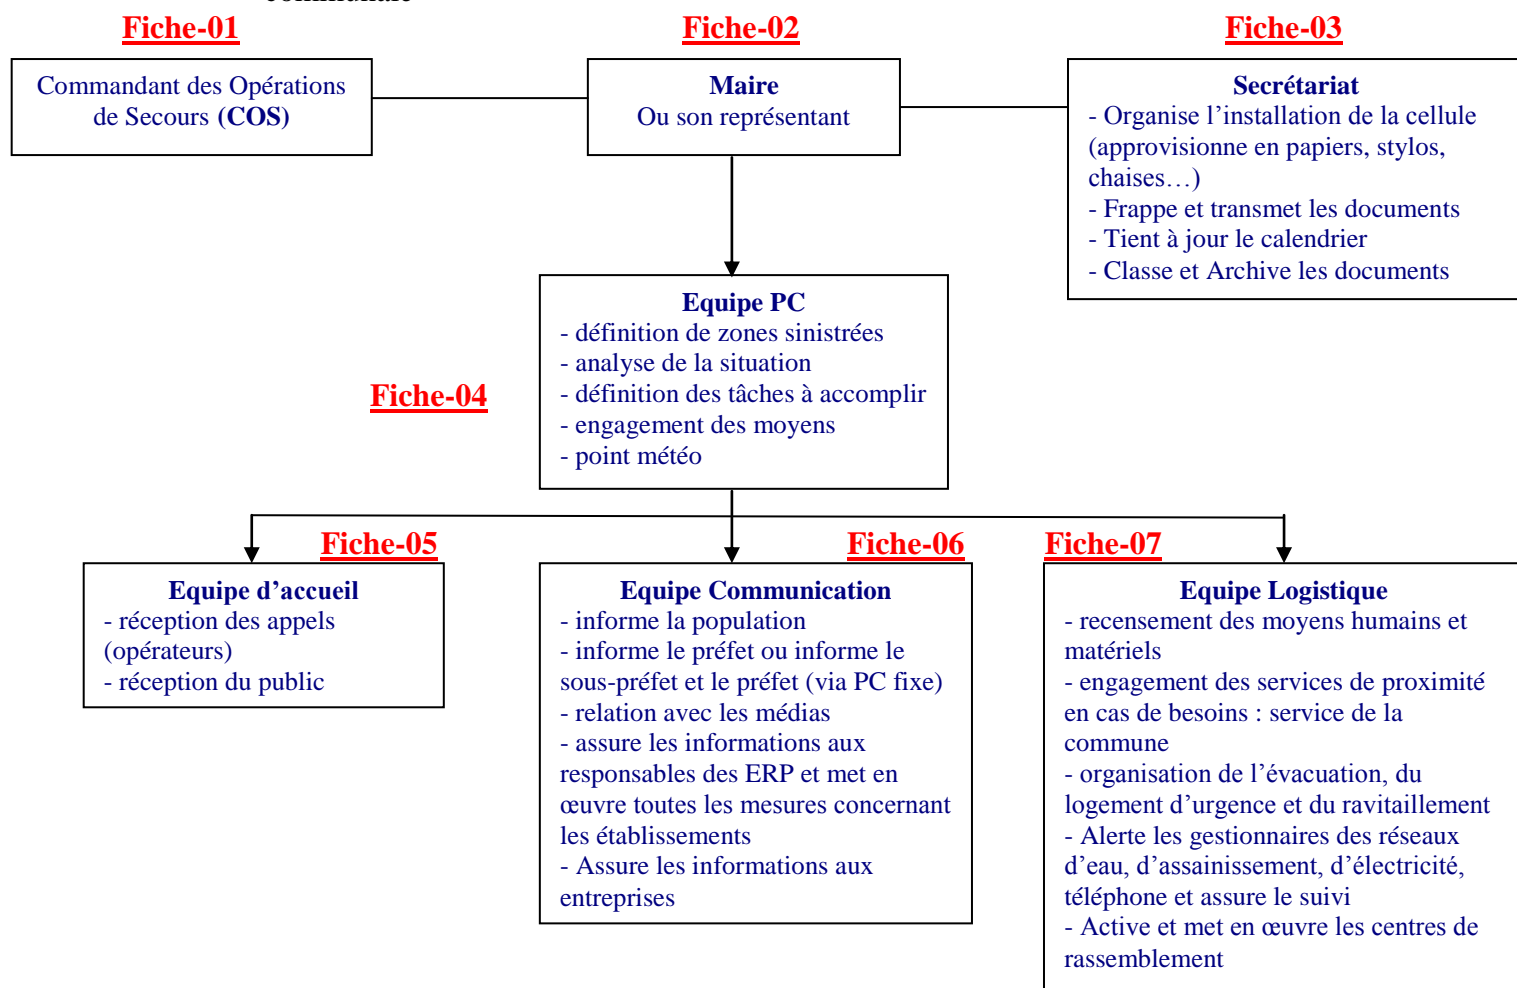 Fiche-01
Fiche-02
Fiche-03
Commandant des Opérations
de Secours (COS)
Maire
Ou son représentant
Secrétariat
- Organise l’installation de la cellule
(approvisionne en papiers, stylos,
chaises…)
- Frappe et transmet les documents
- Tient à jour le calendrier
- Classe et Archive les documents
Fiche-04
Equipe PC
- définition de zones sinistrées
- analyse de la situation
- définition des tâches à accomplir
- engagement des moyens
- point météo
Fiche-05
Equipe d’accueil
- réception des appels
(opérateurs)
- réception du public
Fiche-06
Equipe Communication
- informe la population
- informe le préfet ou informe le
sous-préfet et le préfet (via PC fixe)
- relation avec les médias
- assure les informations aux
responsables des ERP et met en
œuvre toutes les mesures concernant
les établissements
- Assure les informations aux
entreprises
Fiche-07
Equipe Logistique
- recensement des moyens humains et
matériels
- engagement des services de proximité
en cas de besoins : service de la
commune
- organisation de l’évacuation, du
logement d’urgence et du ravitaillement
- Alerte les gestionnaires des réseaux
d’eau, d’assainissement, d’électricité,
téléphone et assure le suivi
- Active et met en œuvre les centres de
rassemblement